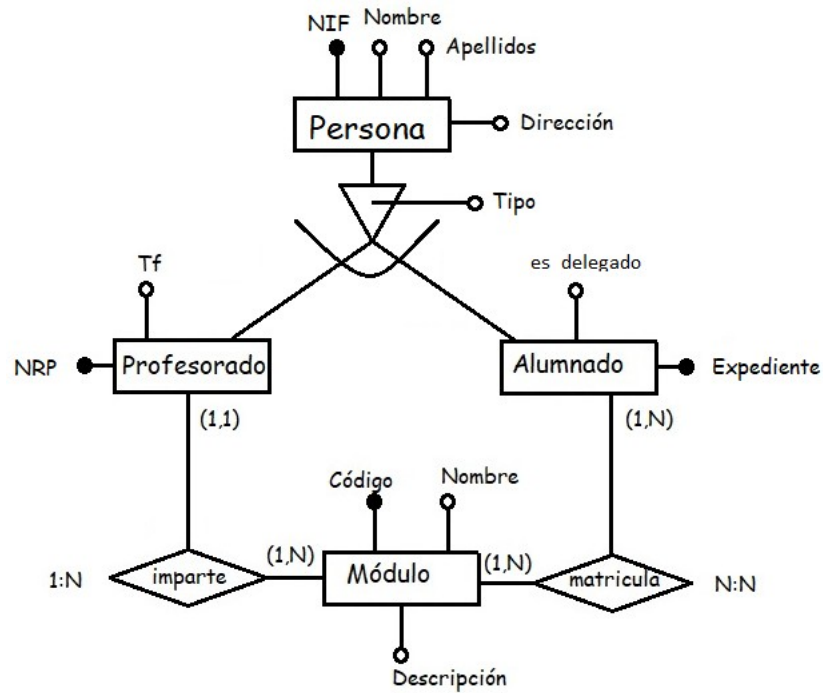 NIF Nombre
Apellidos
Persona
Dirección
Tipo
Tf
es delegado
NRP
Profesorado
Alumnado
Expediente
(1,1)
(1,N)
Código
Nombre
(1,N)
(1,N)
1:N
imparte
Módulo
matricula
N:N
Descripción